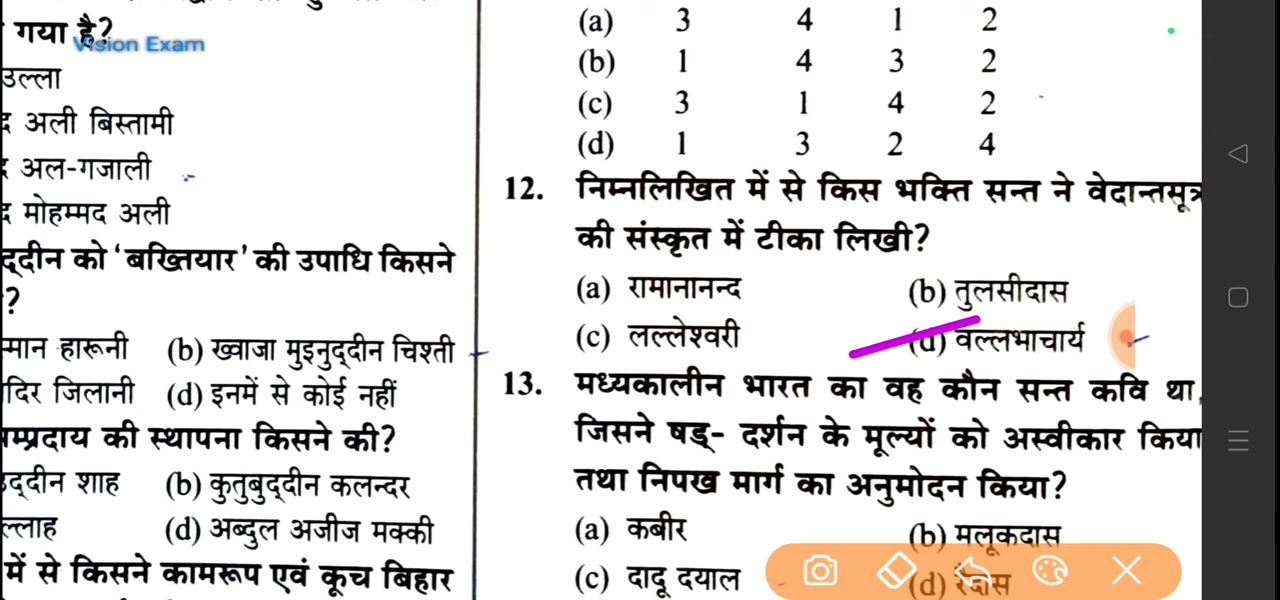 गया है?
Vision Exam
उल्ला
द अली बिस्तामी
द अल-गजाली
द मोहम्मद अली
द्दीन को ‘बख्तियार’ की उपाधि किसने
?
स्मान हारूनी (b) ख्वाजा मुइनुद्दीन चिश्ती
दिर जिलानी (d) इनमें से कोई नहीं
म्प्रदाय की स्थापना किसने की?
द्दीन शाह (b) कुतुबुद्दीन कलन्दर
ल्लाह (d) अब्दुल अजीज मक्की
में से किसने कामरूप एवं कूच बिहार
(a) 3 4 1 2
(b) 1 4 3 2
(c) 3 1 4 2
(d) 1 3 2 4
12. निम्नलिखित में से किस भक्ति सन्त ने वेदान्तसूत्र
की संस्कृत में टीका लिखी?
(a) रामानानन्द (b) तुलसीदास
(c) लल्लेश्वरी (d) वल्लभाचार्य
13. मध्यकालीन भारत का वह कौन सन्त कवि था,
जिसने षड्- दर्शन के मूल्यों को अस्वीकार किया
तथा निपख मार्ग का अनुमोदन किया?
(a) कबीर (b) मलूकदास
(c) दादू दयाल (d) रैदास